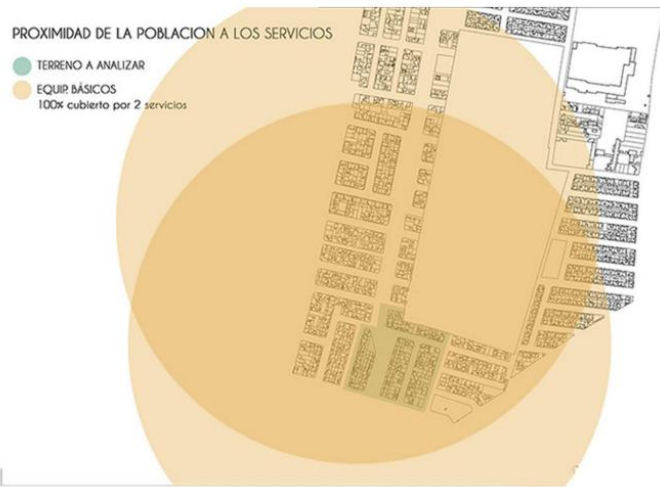 PROXIMIDAD DE LA POBLACION A LOS SERVICIOS
TERRENO A ANALIZAR
EQUIP. BÁSICOS
100% cubierto por 2 servicios